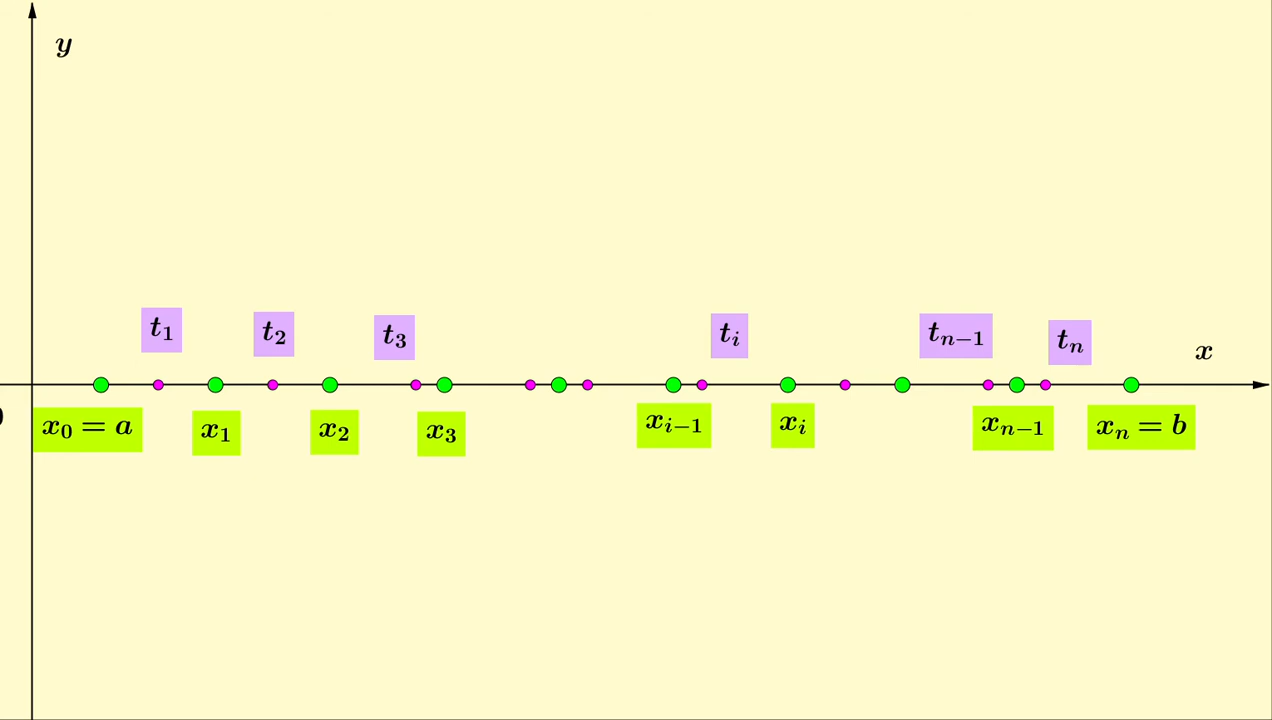 y
t₁ t₂ t₃ tᵢ tₙ₋₁ tₙ x
x₀ = a x₁ x₂ x₃ xᵢ₋₁ xᵢ xₙ₋₁ xₙ = b